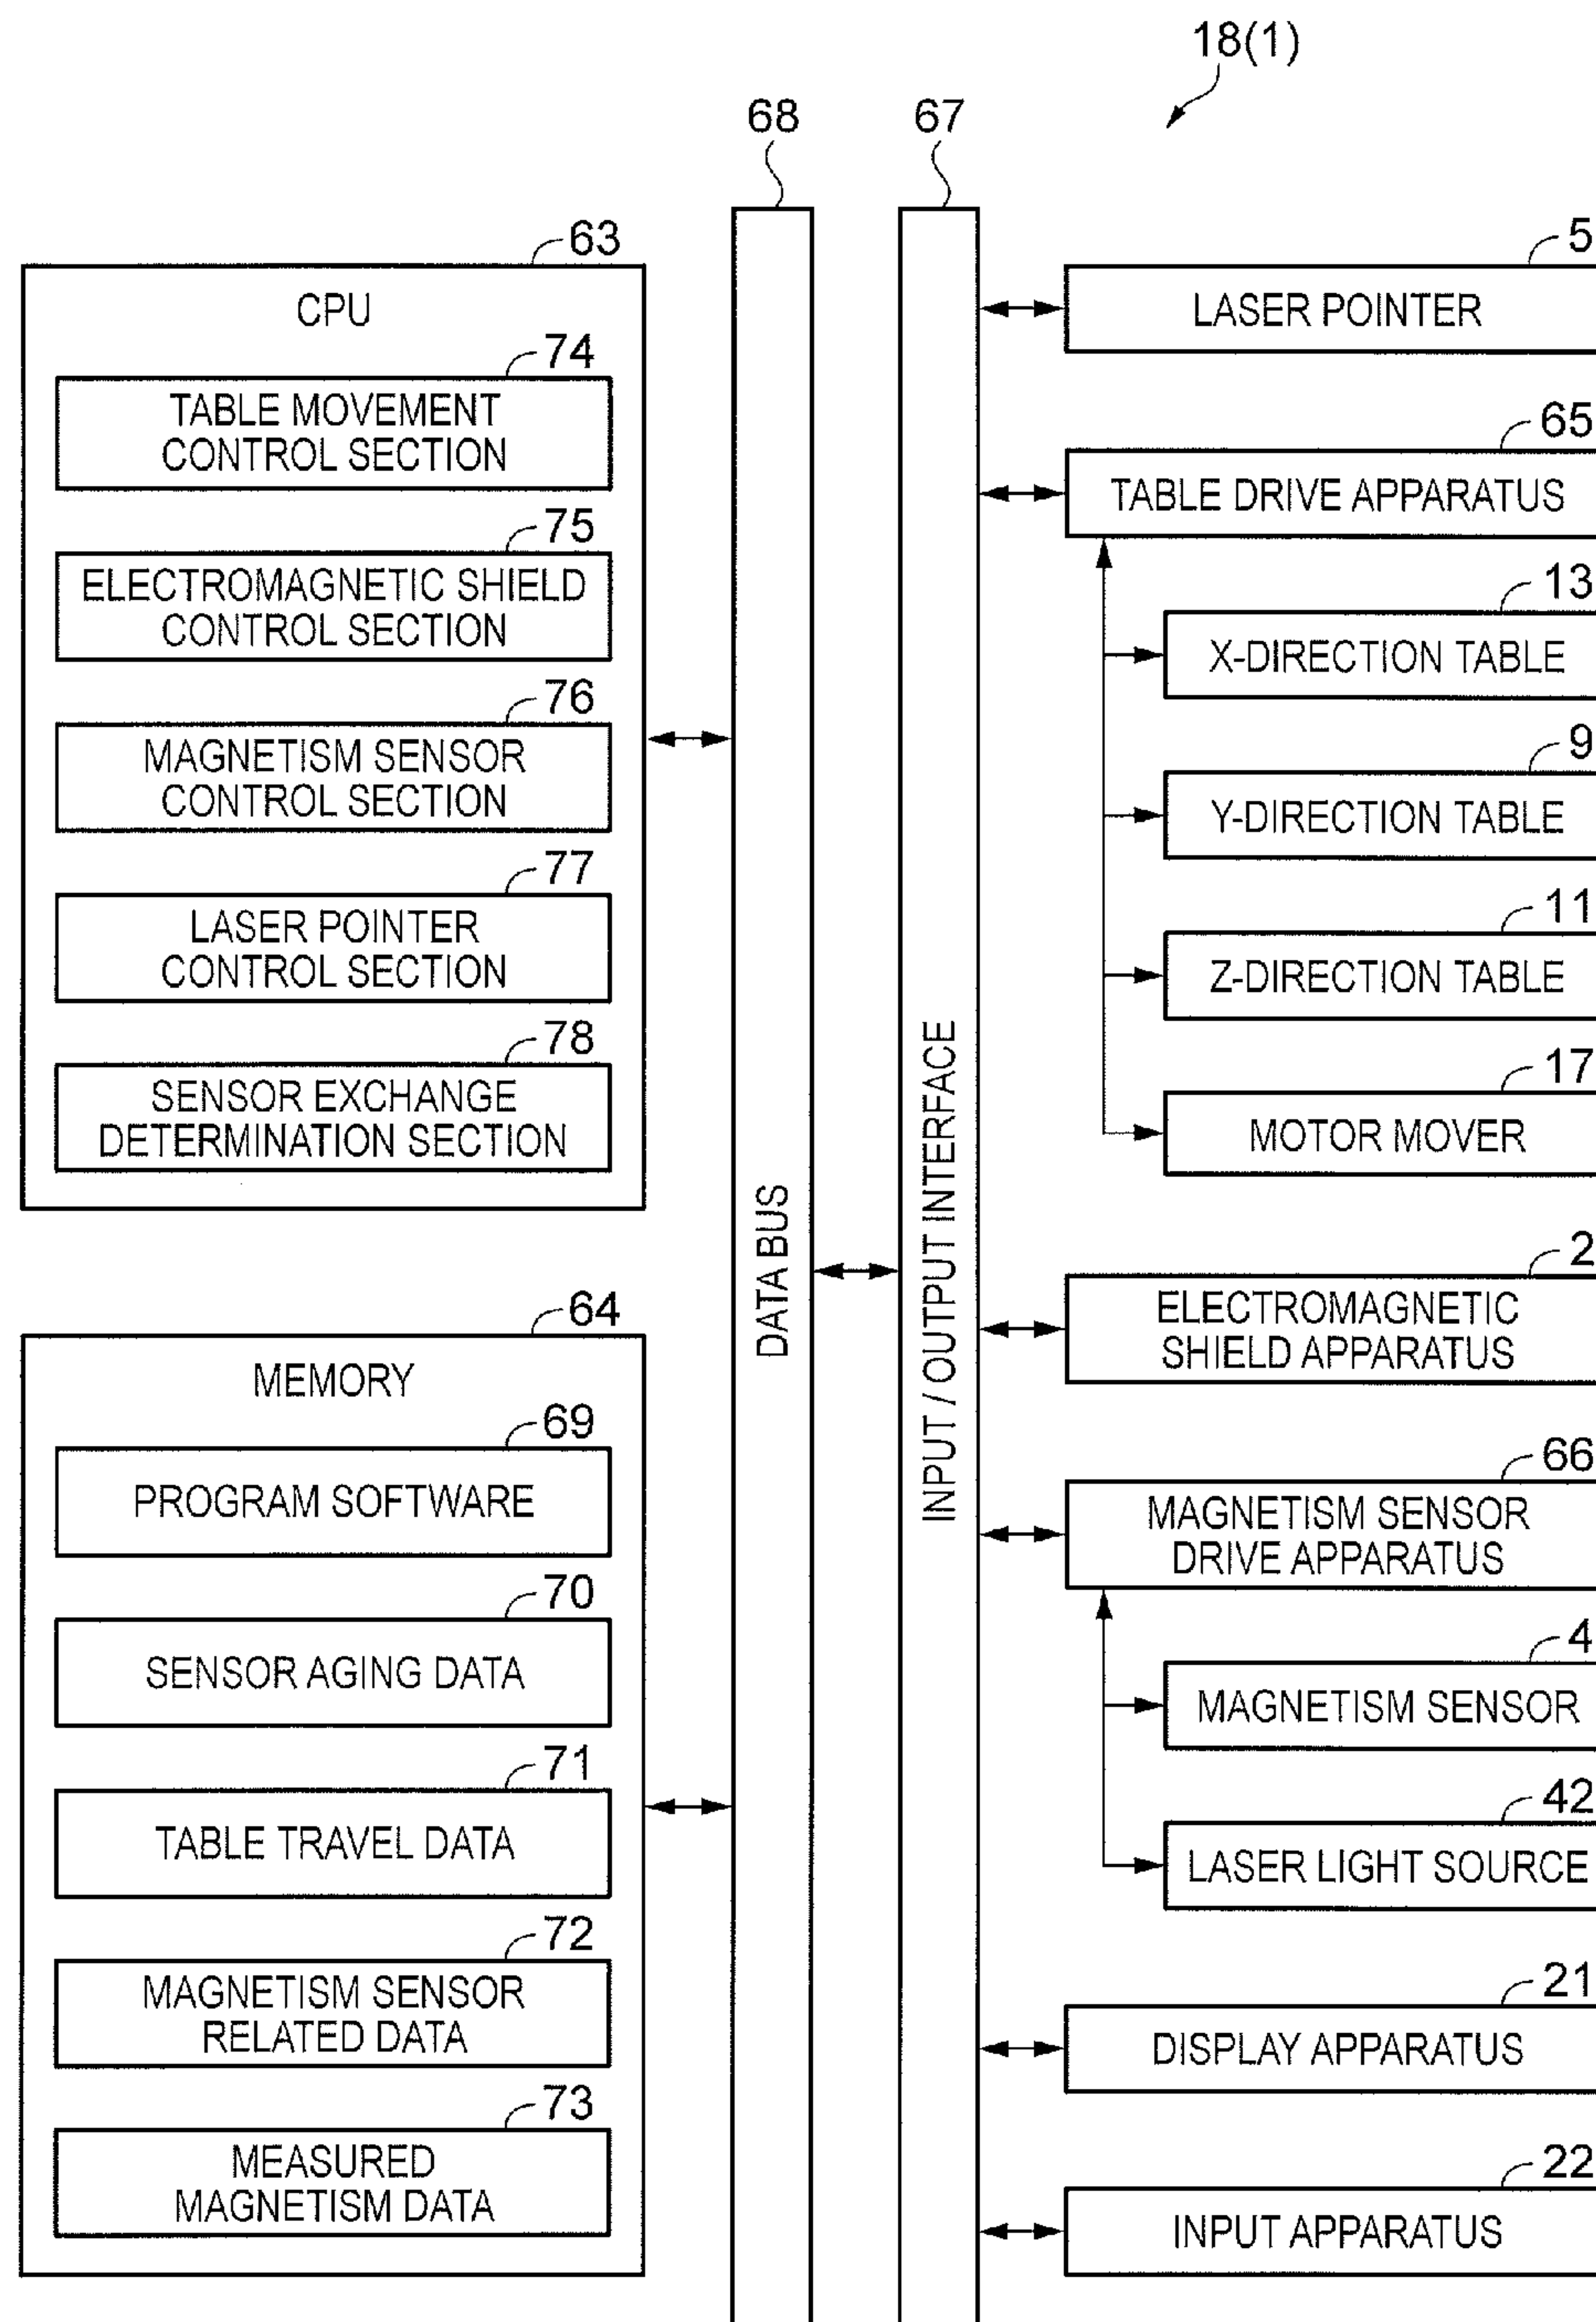 18(1)
68
67
63
CPU
74
TABLE MOVEMENT
CONTROL SECTION
75
ELECTROMAGNETIC SHIELD
CONTROL SECTION
76
MAGNETISM SENSOR
CONTROL SECTION
77
LASER POINTER
CONTROL SECTION
78
SENSOR EXCHANGE
DETERMINATION SECTION
64
MEMORY
69
PROGRAM SOFTWARE
70
SENSOR AGING DATA
71
TABLE TRAVEL DATA
72
MAGNETISM SENSOR
RELATED DATA
73
MEASURED
MAGNETISM DATA
DATA BUS
INPUT / OUTPUT INTERFACE
5
LASER POINTER
65
TABLE DRIVE APPARATUS
13
X-DIRECTION TABLE
9
Y-DIRECTION TABLE
11
Z-DIRECTION TABLE
17
MOTOR MOVER
2
ELECTROMAGNETIC
SHIELD APPARATUS
66
MAGNETISM SENSOR
DRIVE APPARATUS
4
MAGNETISM SENSOR
42
LASER LIGHT SOURCE
21
DISPLAY APPARATUS
22
INPUT APPARATUS